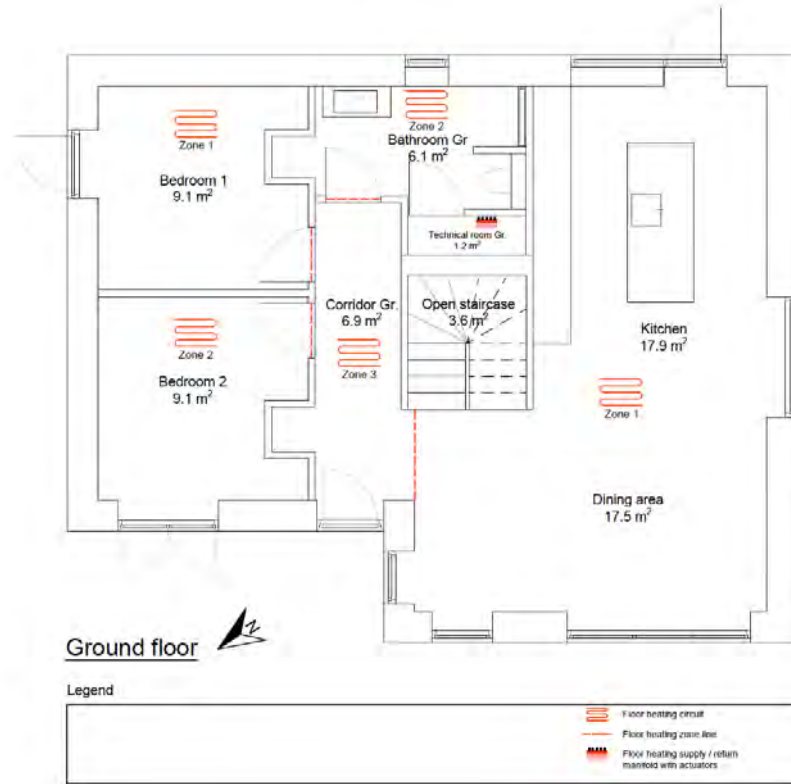 Zone 1
Bedroom 1
9.1 m²
Zone 2
Bathroom Gr
6.1 m²
Technical room Gr.
1.2 m²
Zone 2
Bedroom 2
9.1 m²
Corridor Gr.
6.9 m²
Zone 3
Open staircase
3.6 m²
Kitchen
17.9 m²
Zone 1
Dining area
17.5 m²
Ground floor
N
Legend
Floor heating circuit
Floor heating zone line
Floor heating supply / return
manifold with actuators